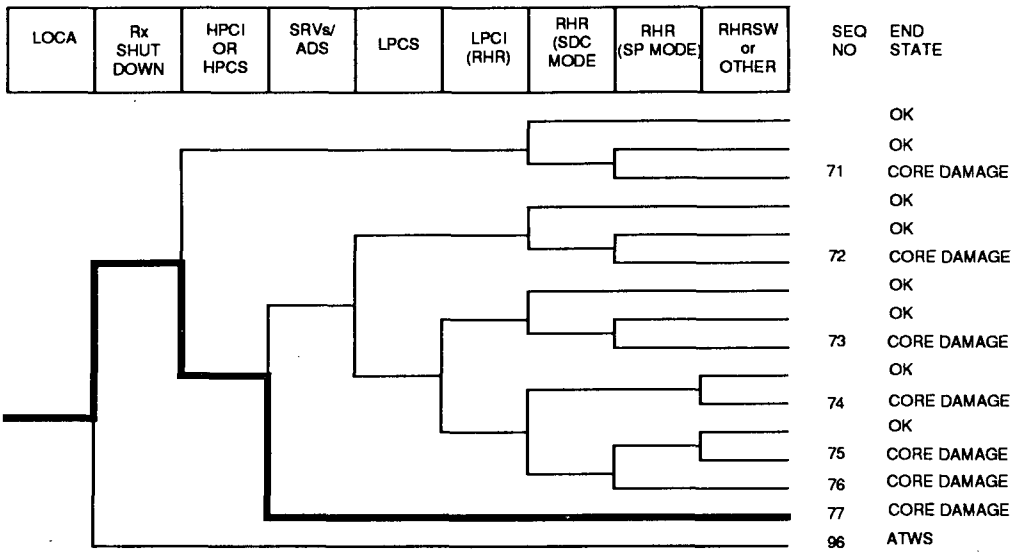 LOCA
Rx
SHUT
DOWN
HPCI
OR
HPCS
SRVs/
ADS
LPCS
LPCI
(RHR)
RHR
(SDC
MODE
RHR
(SP MODE)
RHRSW
or
OTHER
SEQ
NO
END
STATE
OK
OK
71 CORE DAMAGE
OK
OK
72 CORE DAMAGE
OK
OK
73 CORE DAMAGE
OK
74 CORE DAMAGE
OK
75 CORE DAMAGE
76 CORE DAMAGE
77 CORE DAMAGE
96 ATWS